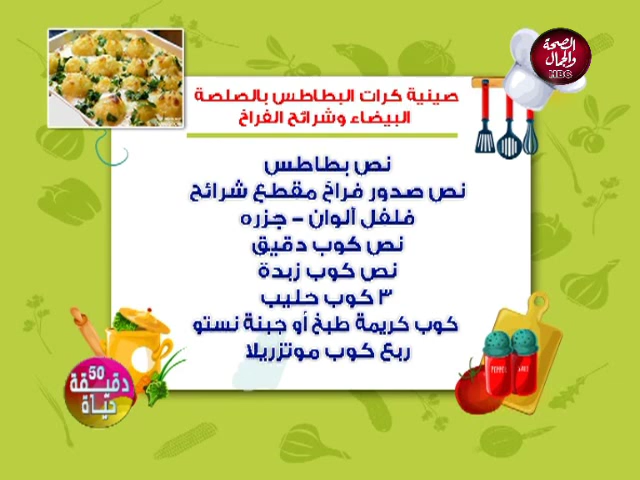 الصحة
والجمال
HBC
صينية كرات البطاطس بالصلصة
البيضاء وشرائح الفراخ
نص بطاطس
نص صدور فراخ مقطع شرائح
فلفل ألوان - جزره
نص كوب دقيق
نص كوب زبدة
٣ كوب حليب
كوب كريمة طبخ أو جبنة نستو
ربع كوب موتزريلا
50
دقيقة
حياة
PEPPER